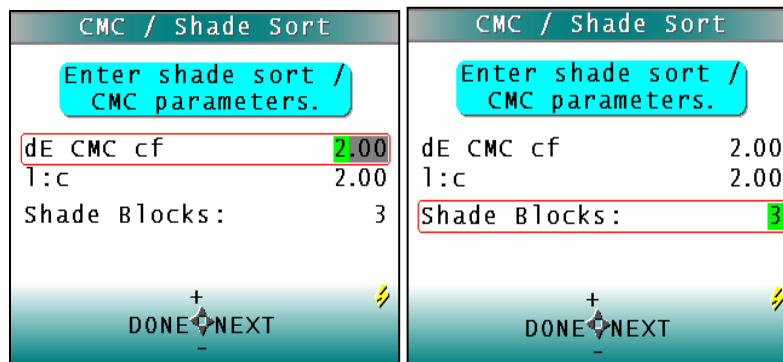 CMC / Shade Sort
Enter shade sort /
CMC parameters.
dE CMC cf 2.00
l:c 2.00
Shade Blocks: 3
+
DONE NEXT
-
CMC / Shade Sort
Enter shade sort /
CMC parameters.
dE CMC cf 2.00
l:c 2.00
Shade Blocks: 3
+
DONE NEXT
-